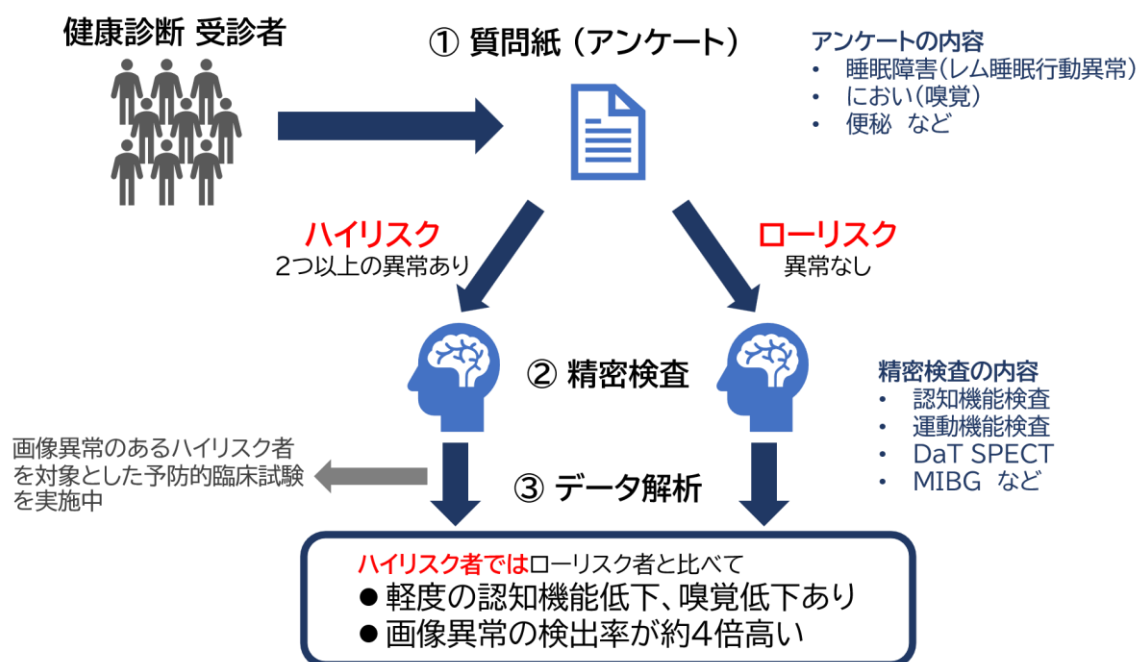 健康診断 受診者
① 質問紙 (アンケート)
アンケートの内容
• 睡眠障害(レム睡眠行動異常)
• におい(嗅覚)
• 便秘 など
ハイリスク
2つ以上の異常あり
ローリスク
異常なし
② 精密検査
精密検査の内容
• 認知機能検査
• 運動機能検査
• DaT SPECT
• MIBG など
画像異常のあるハイリスク者
を対象とした予防的臨床試験
を実施中
③ データ解析
ハイリスク者ではローリスク者と比べて
● 軽度の認知機能低下、嗅覚低下あり
● 画像異常の検出率が約4倍高い